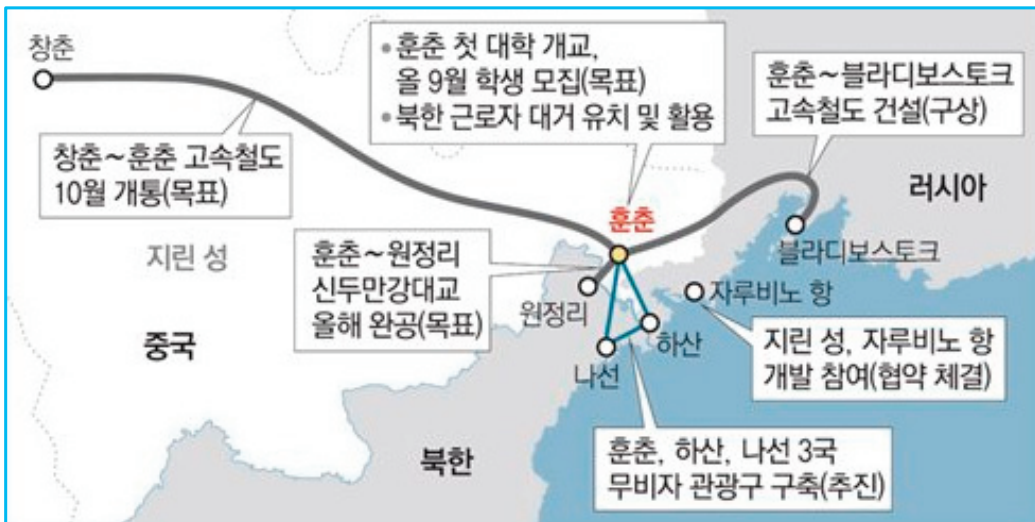 창춘
• 훈춘 첫 대학 개교,
올 9월 학생 모집(목표)
• 북한 근로자 대거 유치 및 활용
훈춘～블라디보스토크
고속철도 건설(구상)
창춘～훈춘 고속철도
10월 개통(목표)
러시아
훈춘
블라디보스토크
지린 성
훈춘～원정리
신두만강대교
올해 완공(목표)
원정리
자루비노 항
하산
중국
나선
지린 성, 자루비노 항
개발 참여(협약 체결)
북한
훈춘, 하산, 나선 3국
무비자 관광구 구축(추진)